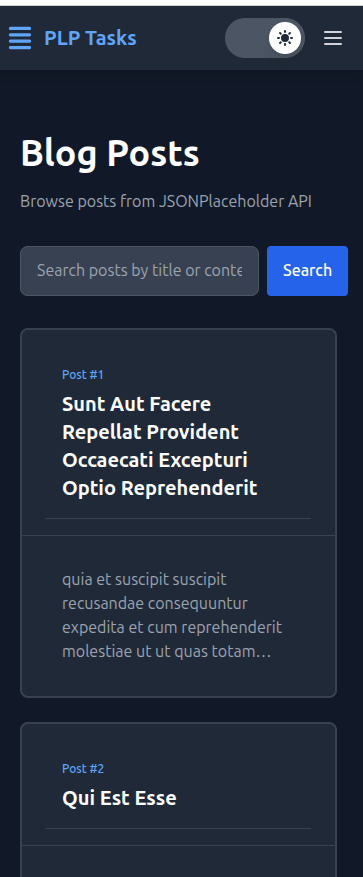 PLP Tasks
Blog Posts
Browse posts from JSONPlaceholder API
Search posts by title or conte
Search
Post #1
Sunt Aut Facere
Repellat Provident
Occaecati Excepturi
Optio Reprehenderit
quia et suscipit suscipit
recusandae consequuntur
expedita et cum reprehenderit
molestiae ut ut quas totam...
Post #2
Qui Est Esse